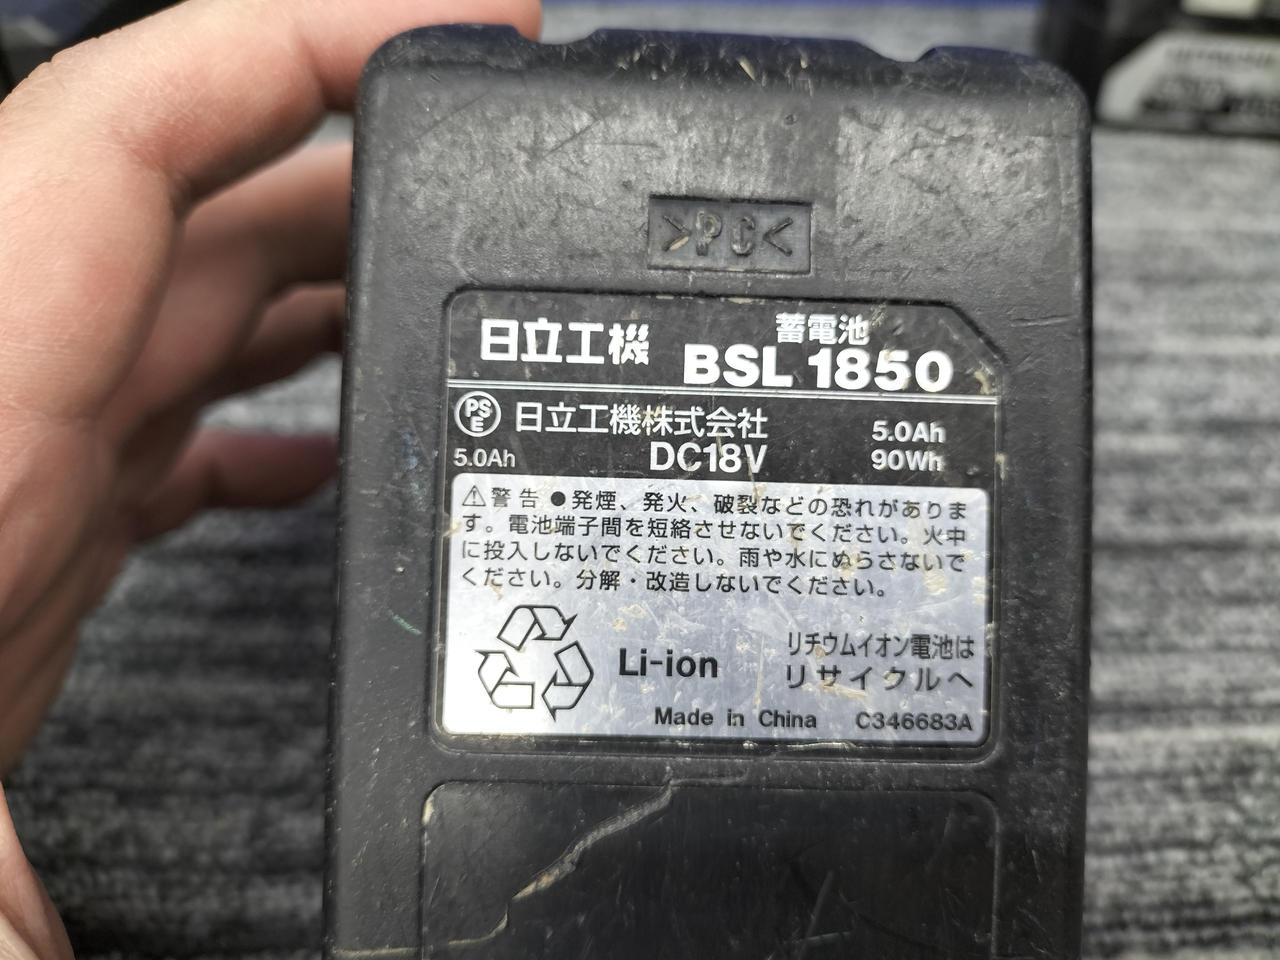 >PC<
日立工機
蓄電池
BSL 1850
PSE 日立工機株式会社 5.0Ah
5.0Ah DC18V 90Wh
⚠警告 ●発煙、発火、破裂などの恐れがありま
す。電池端子間を短絡させないでください。火中
に投入しないでください。雨や水にぬらさないで
ください。分解・改造しないでください。
Li-ion
リチウムイオン電池は
リサイクルへ
Made in China C346683A